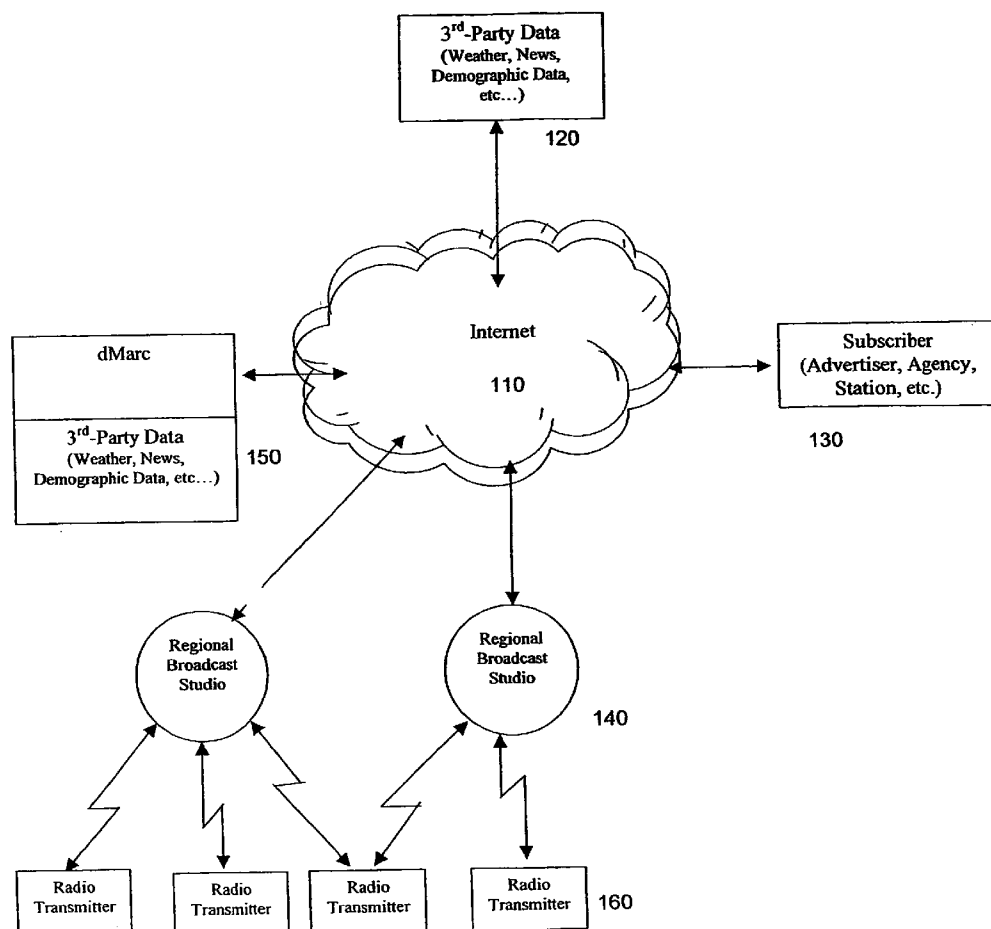 3rd-Party Data
(Weather, News,
Demographic Data,
etc...)
120
Internet
110
dMarc
3rd-Party Data
(Weather, News,
Demographic Data, etc...)
150
Subscriber
(Advertiser, Agency,
Station, etc.)
130
Regional
Broadcast
Studio
Regional
Broadcast
Studio
140
Radio
Transmitter
Radio
Transmitter
Radio
Transmitter
Radio
Transmitter
160